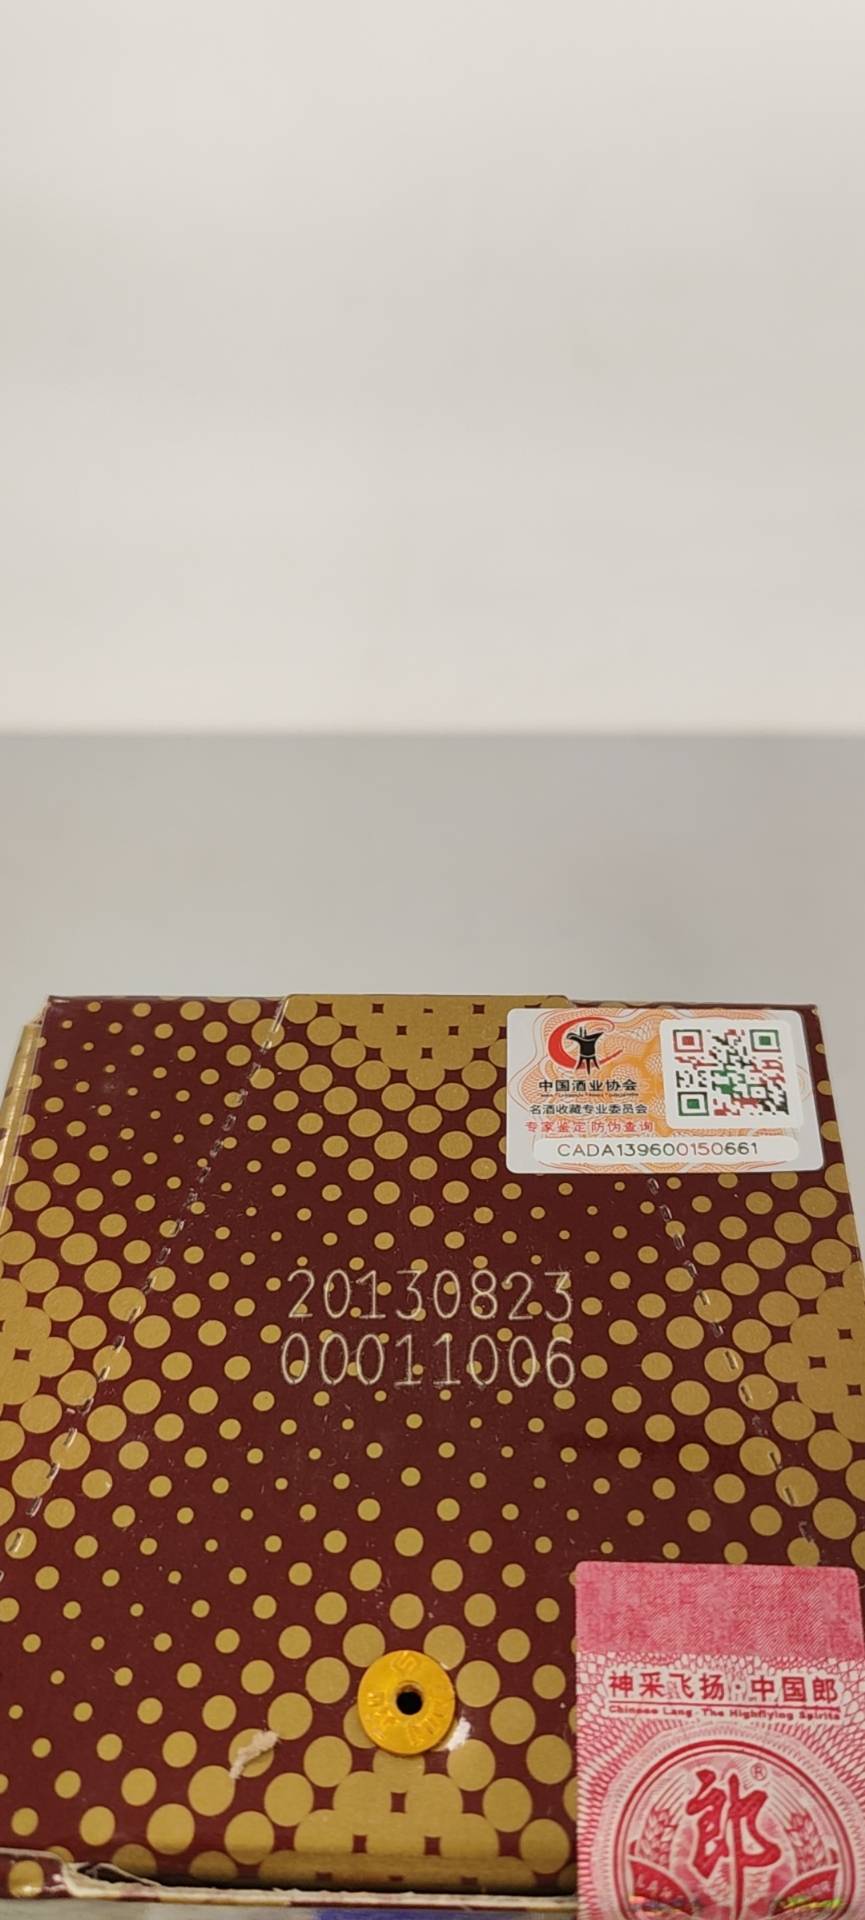 中国酒业协会
名酒收藏专业委员会
专家鉴定 防伪查询
CADA139600150661
20130823
00011006
神采飞扬·中国郎
Chinese Lang·The Highflying Spirits
郎®